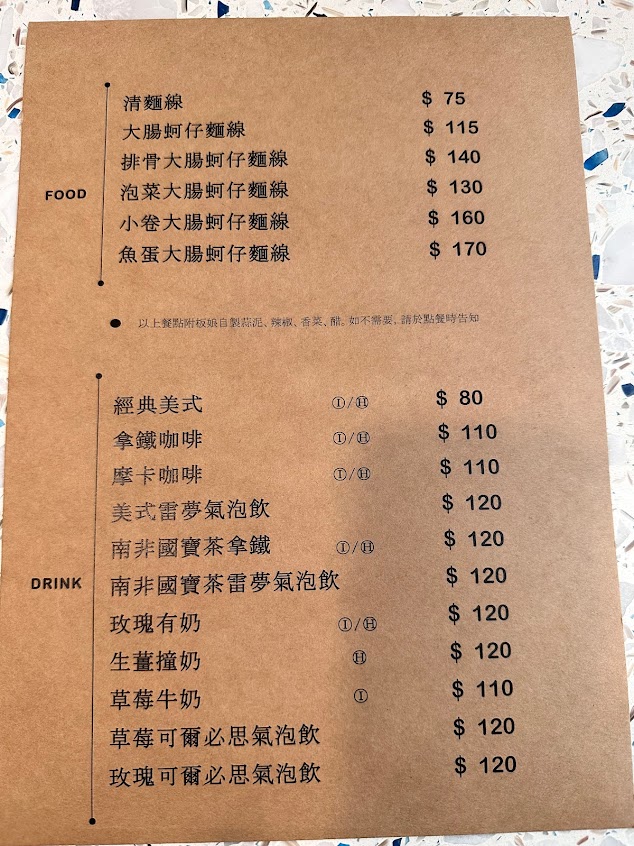 FOOD
清麵線 $ 75
大腸蚵仔麵線 $ 115
排骨大腸蚵仔麵線 $ 140
泡菜大腸蚵仔麵線 $ 130
小卷大腸蚵仔麵線 $ 160
魚蛋大腸蚵仔麵線 $ 170
● 以上餐點附板娘自製蒜泥、辣椒、香菜、醋。如不需要, 請於點餐時告知
DRINK
經典美式 Ⓘ/Ⓗ $ 80
拿鐵咖啡 Ⓘ/Ⓗ $ 110
摩卡咖啡 Ⓘ/Ⓗ $ 110
美式雷夢氣泡飲 $ 120
南非國寶茶拿鐵 Ⓘ/Ⓗ $ 120
南非國寶茶雷夢氣泡飲 $ 120
玫瑰有奶 Ⓘ/Ⓗ $ 120
生薑撞奶 Ⓗ $ 120
草莓牛奶 Ⓘ $ 110
草莓可爾必思氣泡飲 $ 120
玫瑰可爾必思氣泡飲 $ 120